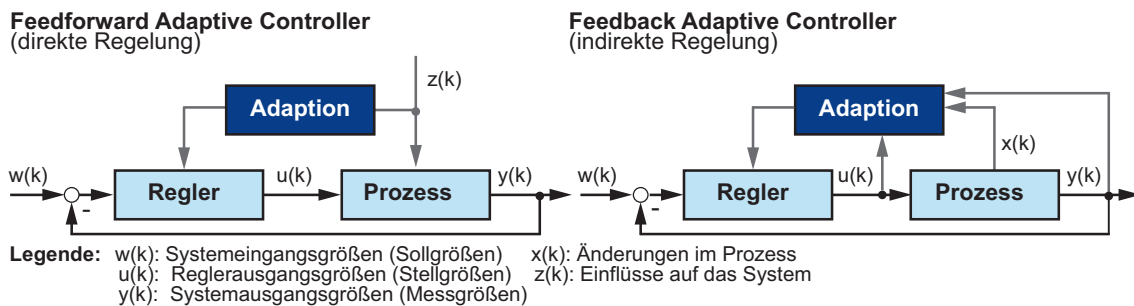 Feedforward Adaptive Controller
(direkte Regelung)
z(k)
Adaption
w(k)
Regler
u(k)
Prozess
y(k)
-
Feedback Adaptive Controller
(indirekte Regelung)
Adaption
x(k)
w(k)
Regler
u(k)
Prozess
y(k)
-
Legende: w(k): Systemeingangsgrößen (Sollgrößen) x(k): Änderungen im Prozess
u(k): Reglerausgangsgrößen (Stellgrößen) z(k): Einflüsse auf das System
y(k): Systemausgangsgrößen (Messgrößen)